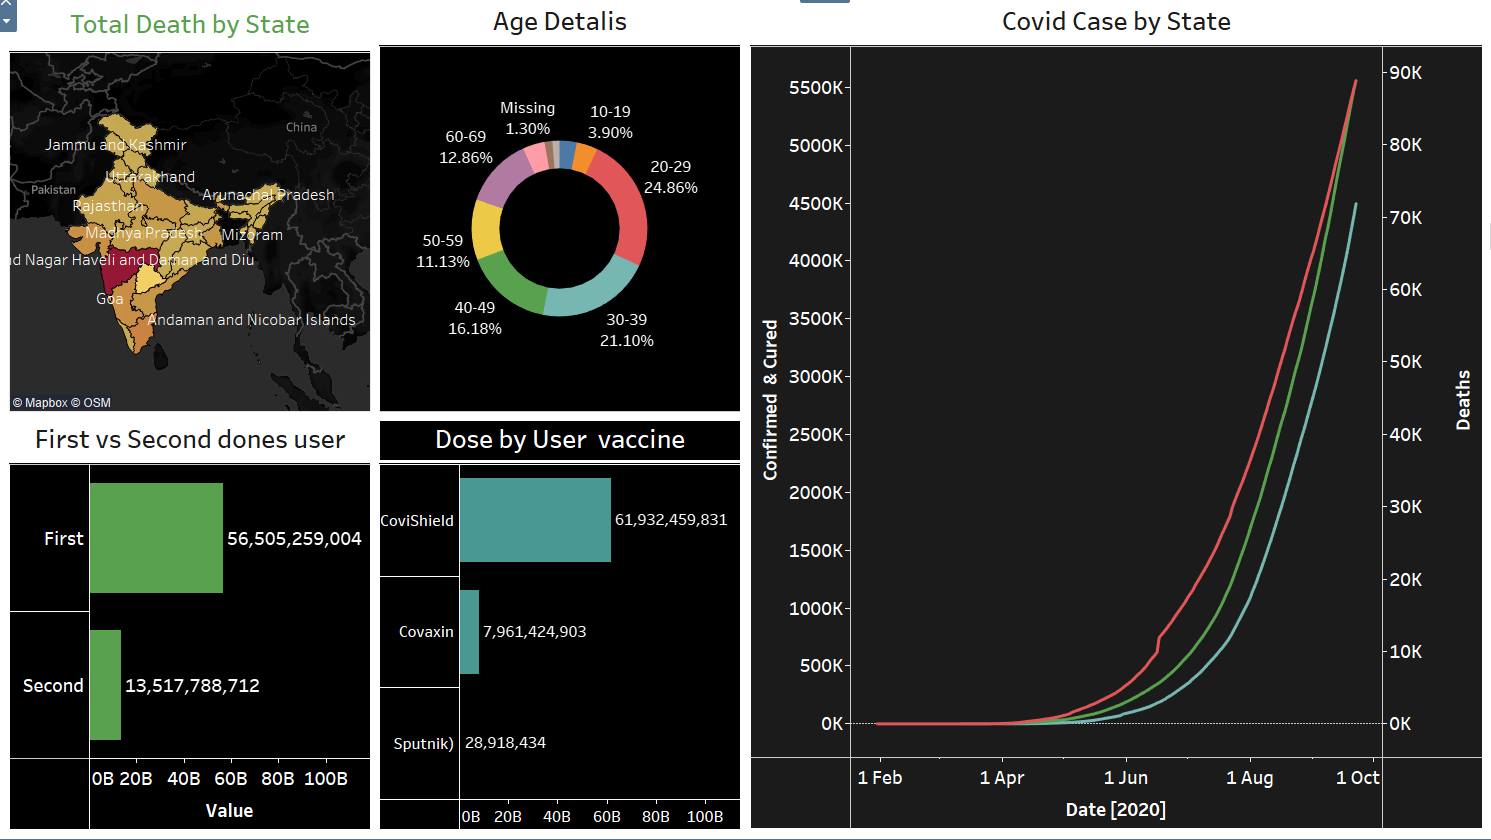 Total Death by State
China
Jammu and Kashmir
Uttarakhand
Pakistan
Arunachal Pradesh
Rajasthan
Madhya Pradesh
Mizoram
Nagar Haveli and Daman and Diu
Goa
Andaman and Nicobar Islands
© Mapbox © OSM
Age Detalis
Missing
1.30%
10-19
3.90%
60-69
12.86%
20-29
24.86%
50-59
11.13%
40-49
16.18%
30-39
21.10%
First vs Second dones user
First
56,505,259,004
Second
13,517,788,712
0B 20B 40B 60B 80B 100B
Value
Dose by User vaccine
CoviShield
61,932,459,831
Covaxin
7,961,424,903
Sputnik)
28,918,434
0B 20B 40B 60B 80B 100B
Covid Case by State
Confirmed & Cured
5500K
5000K
4500K
4000K
3500K
3000K
2500K
2000K
1500K
1000K
500K
0K
90K
80K
70K
60K
50K
40K
30K
20K
10K
0K
Deaths
1 Feb 1 Apr 1 Jun 1 Aug 1 Oct
Date [2020]